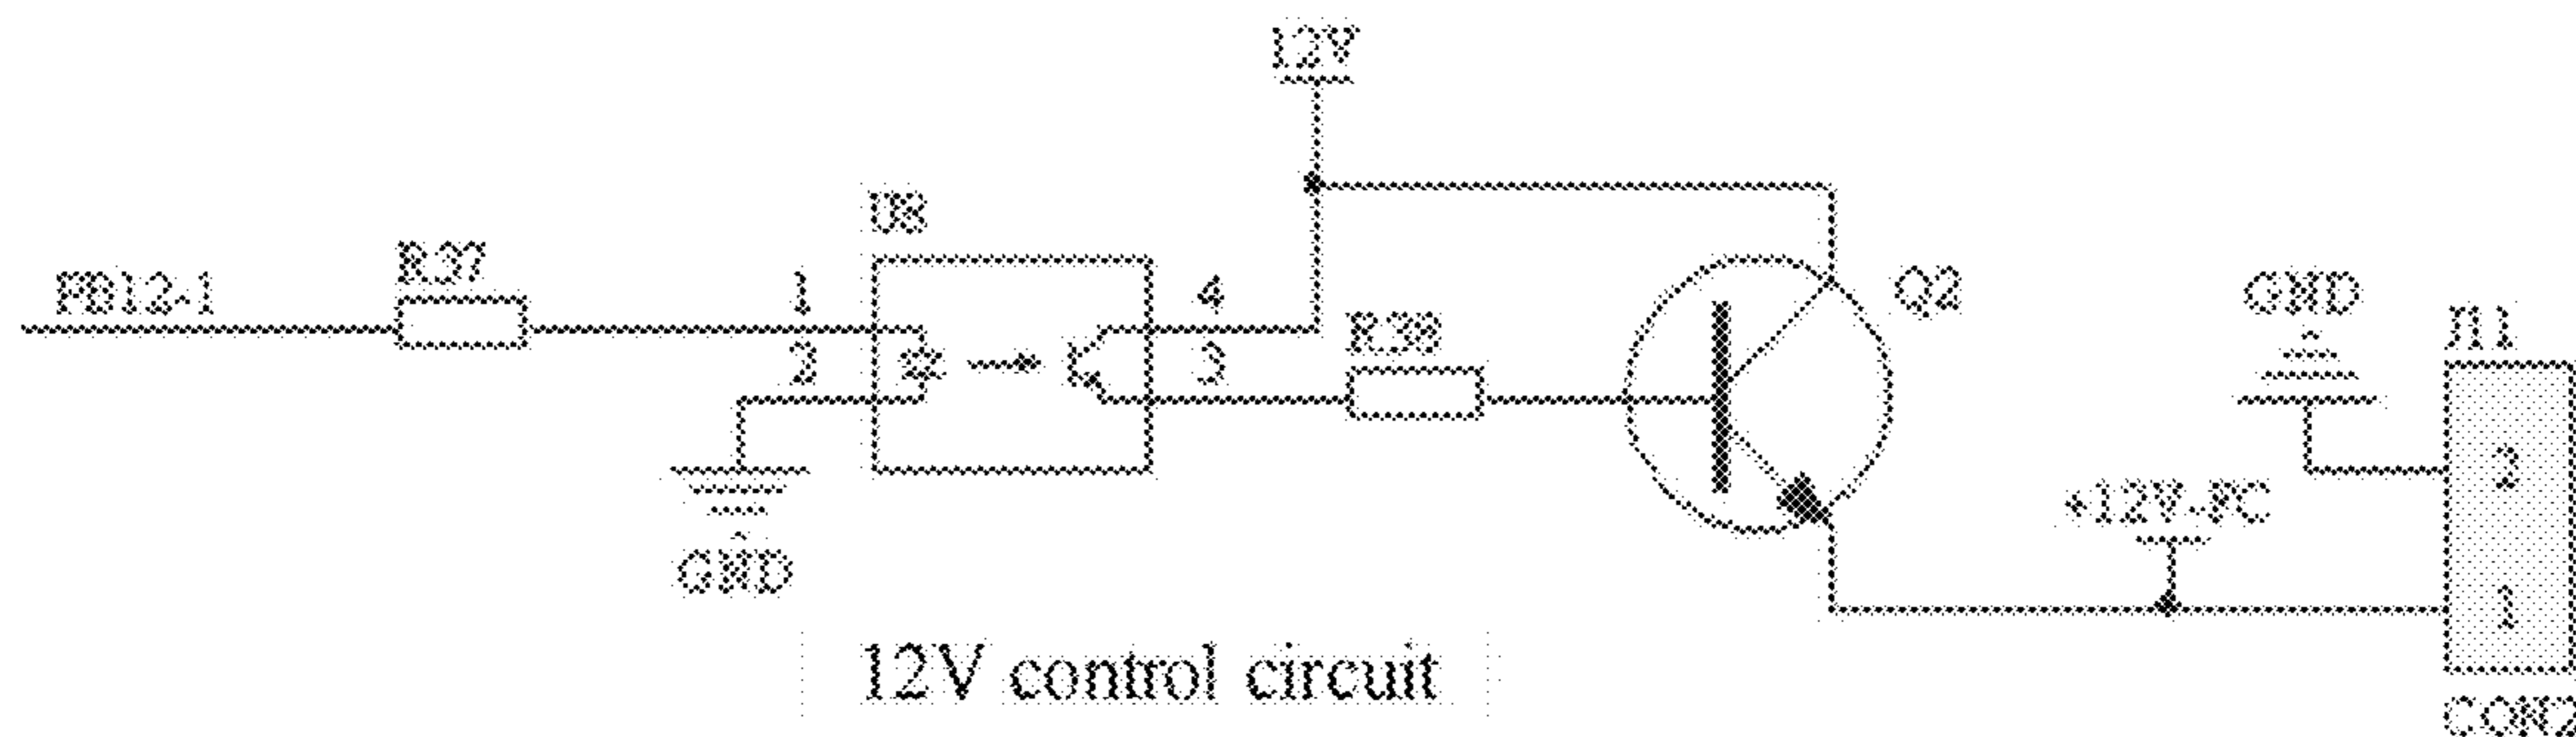 12V
U8
R37
PB12-1
1
4
Q2
GND
R38
J11
2
3
2
+12V-PC
GND
1
12V control circuit
CON2